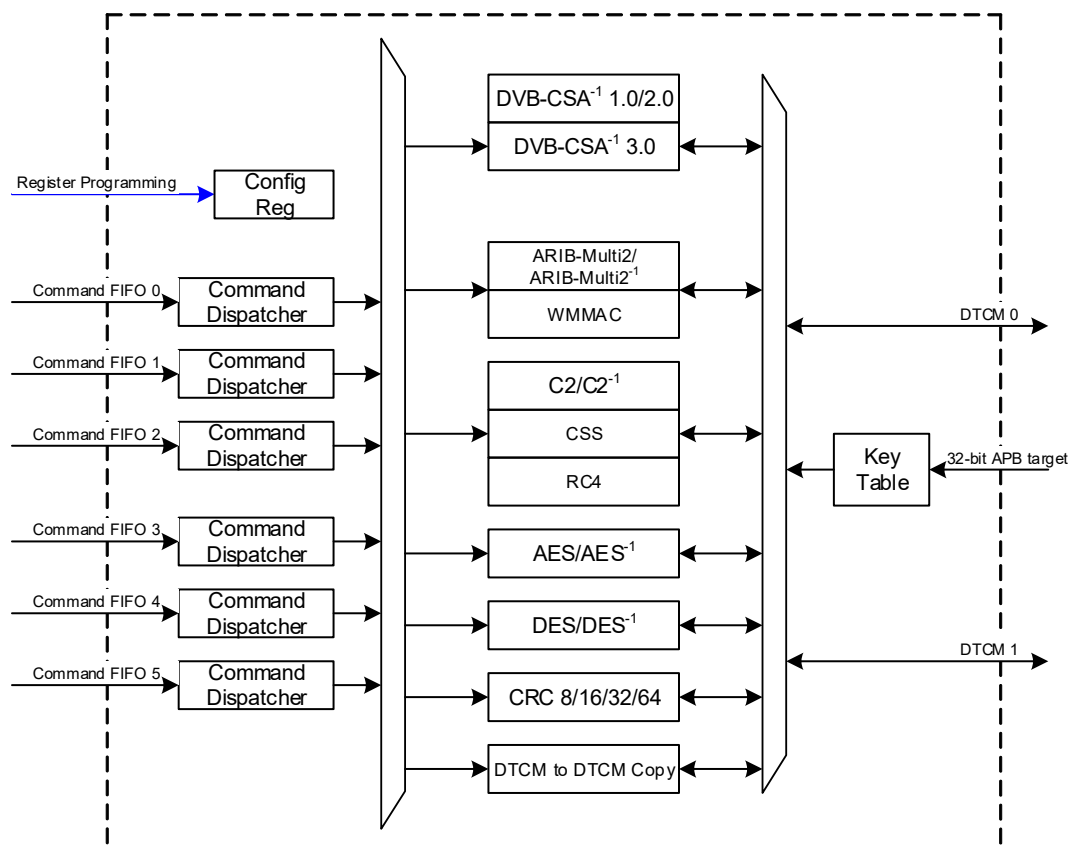 DVB-CSA⁻¹ 1.0/2.0
DVB-CSA⁻¹ 3.0
Register Programming
Config
Reg
ARIB-Multi2/
ARIB-Multi2⁻¹
WMMAC
Command FIFO 0
Command
Dispatcher
DTCM 0
Command FIFO 1
Command
Dispatcher
C2/C2⁻¹
CSS
RC4
Command FIFO 2
Command
Dispatcher
Key
Table
32-bit APB target
Command FIFO 3
Command
Dispatcher
AES/AES⁻¹
Command FIFO 4
Command
Dispatcher
DES/DES⁻¹
DTCM 1
Command FIFO 5
Command
Dispatcher
CRC 8/16/32/64
DTCM to DTCM Copy